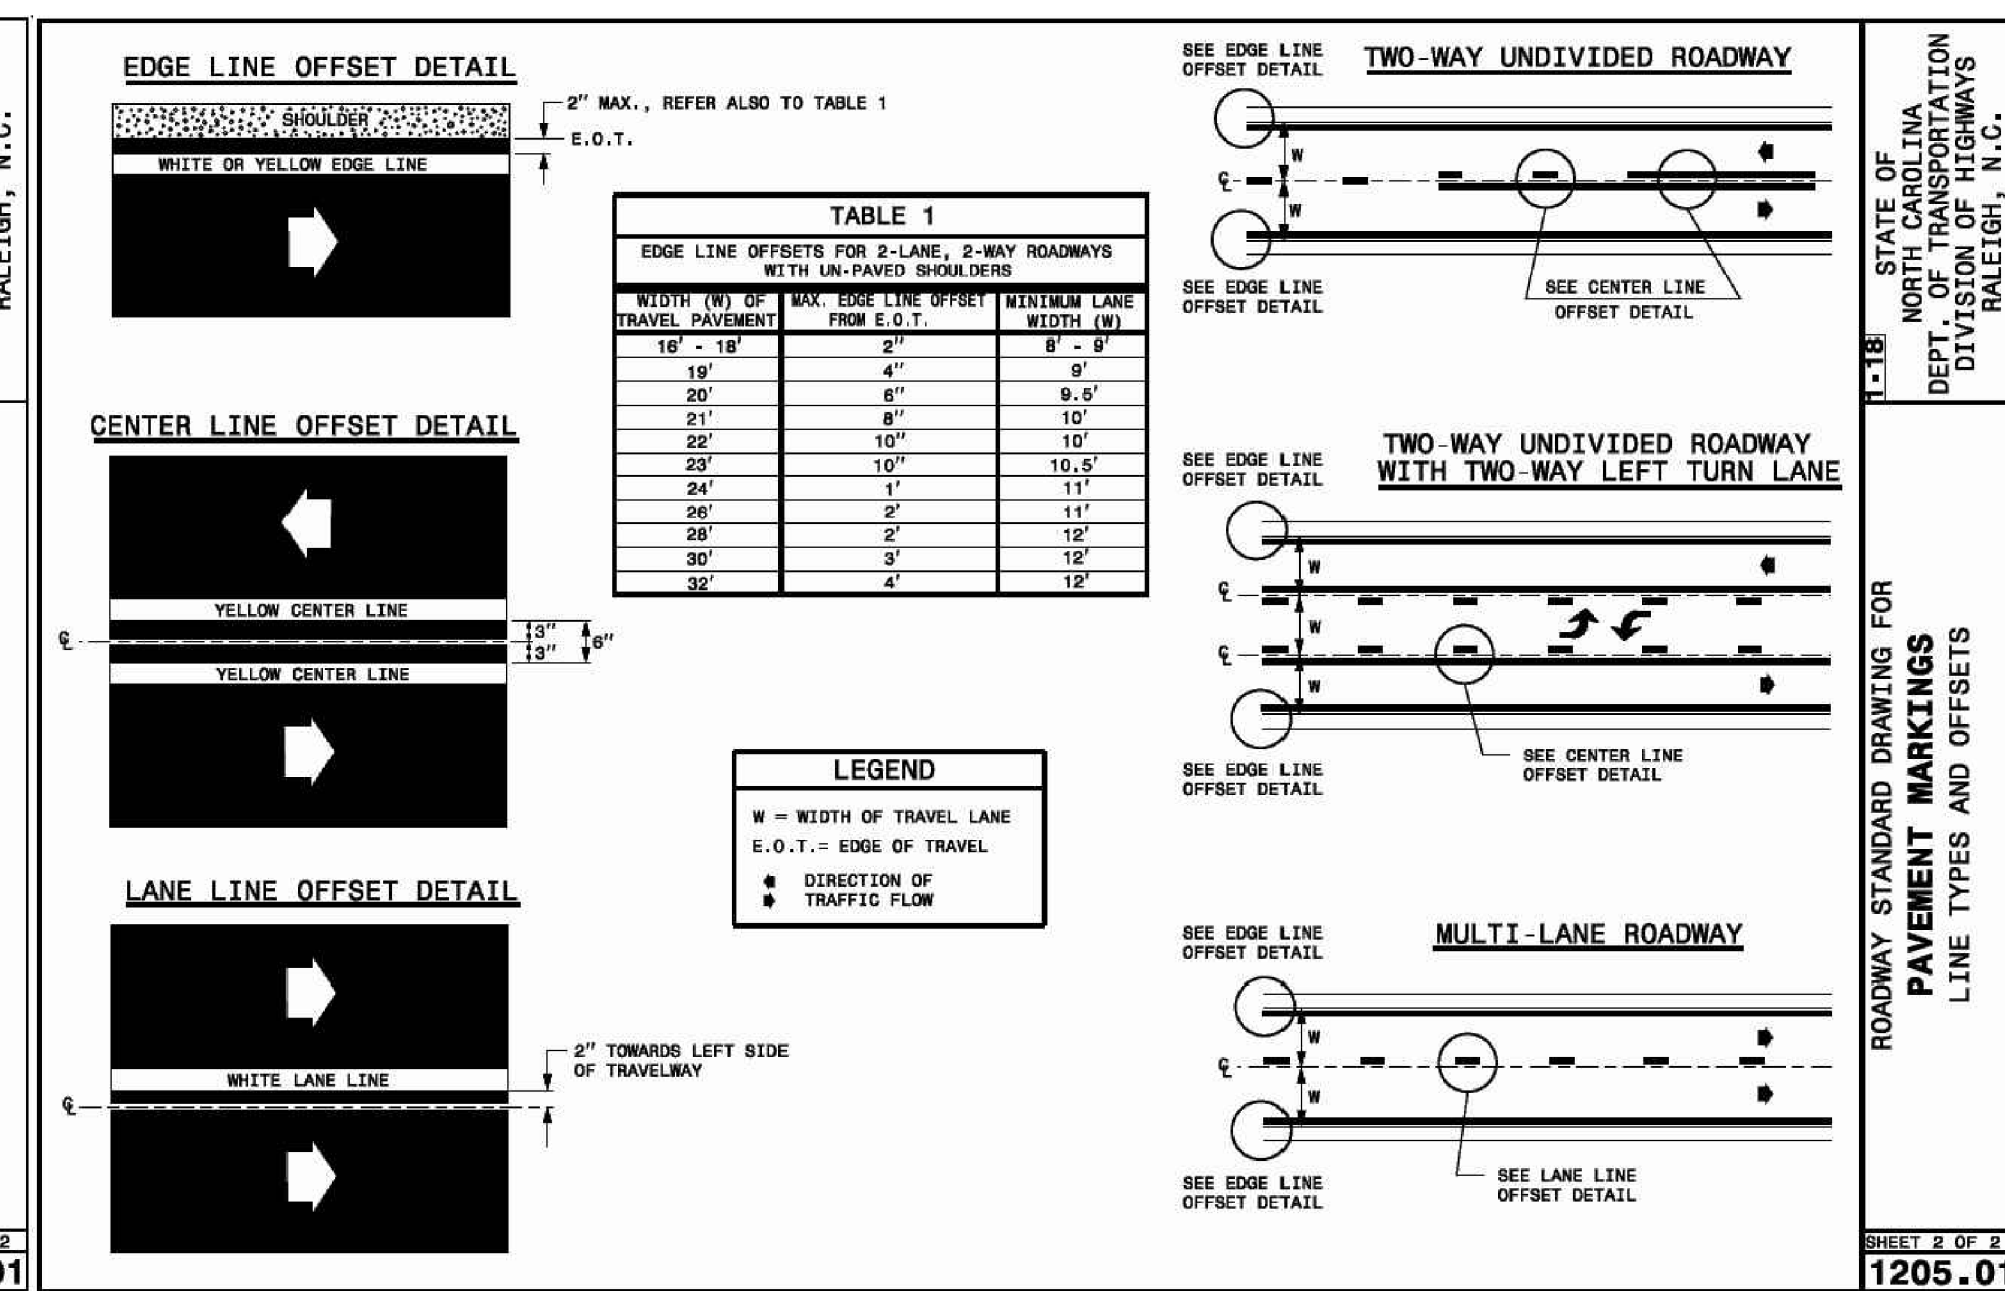 RALEIGH, N.C.
2
01
EDGE LINE OFFSET DETAIL
SHOULDER
WHITE OR YELLOW EDGE LINE
2" MAX., REFER ALSO TO TABLE 1
E.O.T.
CENTER LINE OFFSET DETAIL
YELLOW CENTER LINE
℄
3"
3"
6"
YELLOW CENTER LINE
LANE LINE OFFSET DETAIL
WHITE LANE LINE
℄
2" TOWARDS LEFT SIDE
OF TRAVELWAY
TABLE 1
EDGE LINE OFFSETS FOR 2-LANE, 2-WAY ROADWAYS
WITH UN-PAVED SHOULDERS
WIDTH (W) OF TRAVEL PAVEMENT MAX. EDGE LINE OFFSET FROM E.O.T. MINIMUM LANE WIDTH (W)
16' - 18' 2" 8' - 9'
19' 4" 9'
20' 6" 9.5'
21' 8" 10'
22' 10" 10'
23' 10" 10.5'
24' 1' 11'
26' 2' 11'
28' 2' 12'
30' 3' 12'
32' 4' 12'
LEGEND
W = WIDTH OF TRAVEL LANE
E.O.T.= EDGE OF TRAVEL
DIRECTION OF
TRAFFIC FLOW
SEE EDGE LINE
OFFSET DETAIL
TWO-WAY UNDIVIDED ROADWAY
W
℄
W
SEE EDGE LINE
OFFSET DETAIL
SEE CENTER LINE
OFFSET DETAIL
SEE EDGE LINE
OFFSET DETAIL
TWO-WAY UNDIVIDED ROADWAY
WITH TWO-WAY LEFT TURN LANE
W
℄
W
℄
W
SEE EDGE LINE
OFFSET DETAIL
SEE CENTER LINE
OFFSET DETAIL
SEE EDGE LINE
OFFSET DETAIL
MULTI-LANE ROADWAY
W
℄
W
SEE EDGE LINE
OFFSET DETAIL
SEE LANE LINE
OFFSET DETAIL
1-18
STATE OF
NORTH CAROLINA
DEPT. OF TRANSPORTATION
DIVISION OF HIGHWAYS
RALEIGH, N.C.
ROADWAY STANDARD DRAWING FOR
PAVEMENT MARKINGS
LINE TYPES AND OFFSETS
SHEET 2 OF 2
1205.01